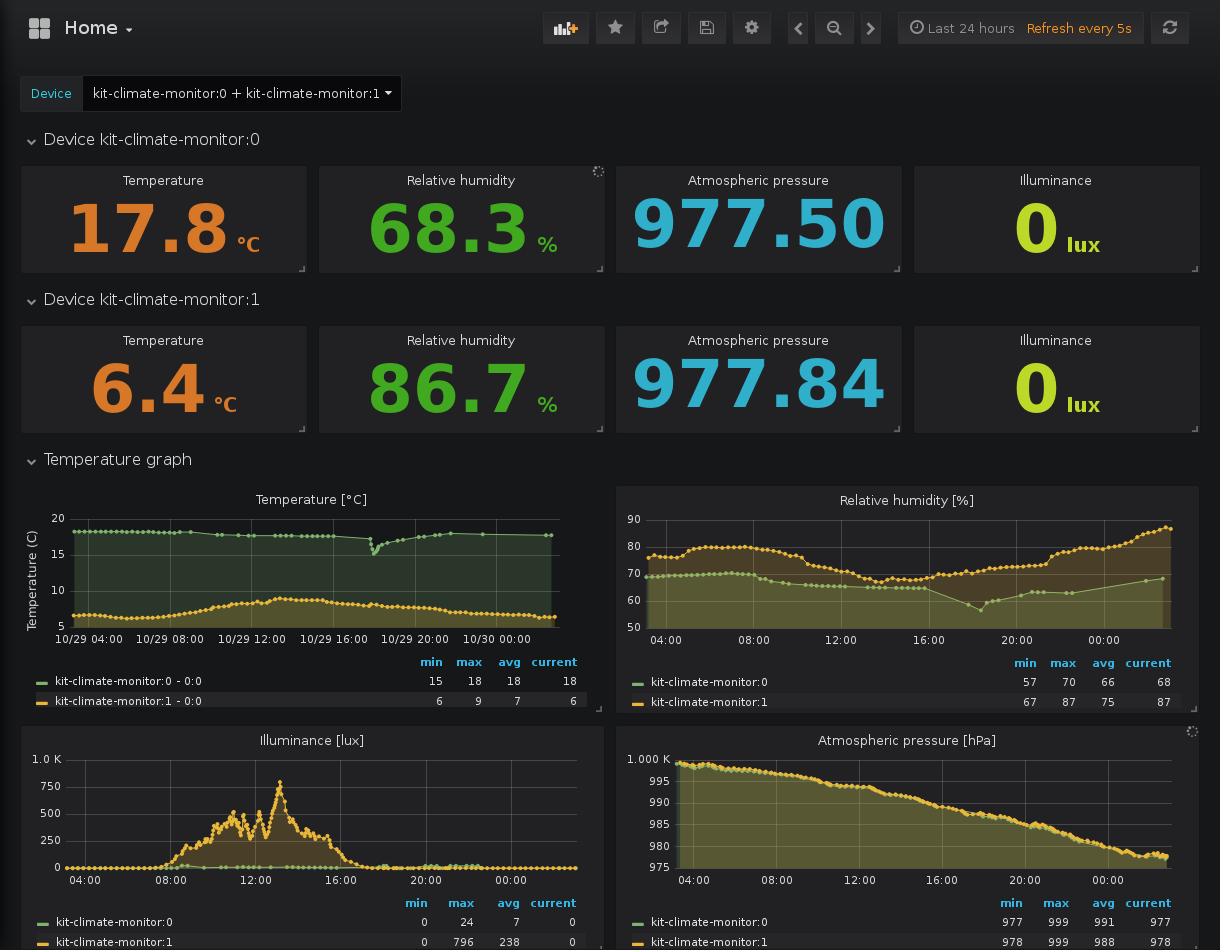 Home
Last 24 hours Refresh every 5s
Device kit-climate-monitor:0 + kit-climate-monitor:1
Device kit-climate-monitor:0
Temperature Relative humidity Atmospheric pressure Illuminance
17.8 °C 68.3 % 977.50 0 lux
Device kit-climate-monitor:1
Temperature Relative humidity Atmospheric pressure Illuminance
6.4 °C 86.7 % 977.84 0 lux
Temperature graph
Temperature [°C]
Temperature (C)
20
15
10
5
10/29 04:00 10/29 08:00 10/29 12:00 10/29 16:00 10/29 20:00 10/30 00:00
min max avg current
kit-climate-monitor:0 - 0:0 15 18 18 18
kit-climate-monitor:1 - 0:0 6 9 7 6
Relative humidity [%]
90
80
70
60
50
04:00 08:00 12:00 16:00 20:00 00:00
min max avg current
kit-climate-monitor:0 57 70 66 68
kit-climate-monitor:1 67 87 75 87
Illuminance [lux]
1.0 K
750
500
250
0
04:00 08:00 12:00 16:00 20:00 00:00
min max avg current
kit-climate-monitor:0 0 24 7 0
kit-climate-monitor:1 0 796 238 0
Atmospheric pressure [hPa]
1.000 K
995
990
985
980
975
04:00 08:00 12:00 16:00 20:00 00:00
min max avg current
kit-climate-monitor:0 977 999 991 977
kit-climate-monitor:1 978 999 988 978